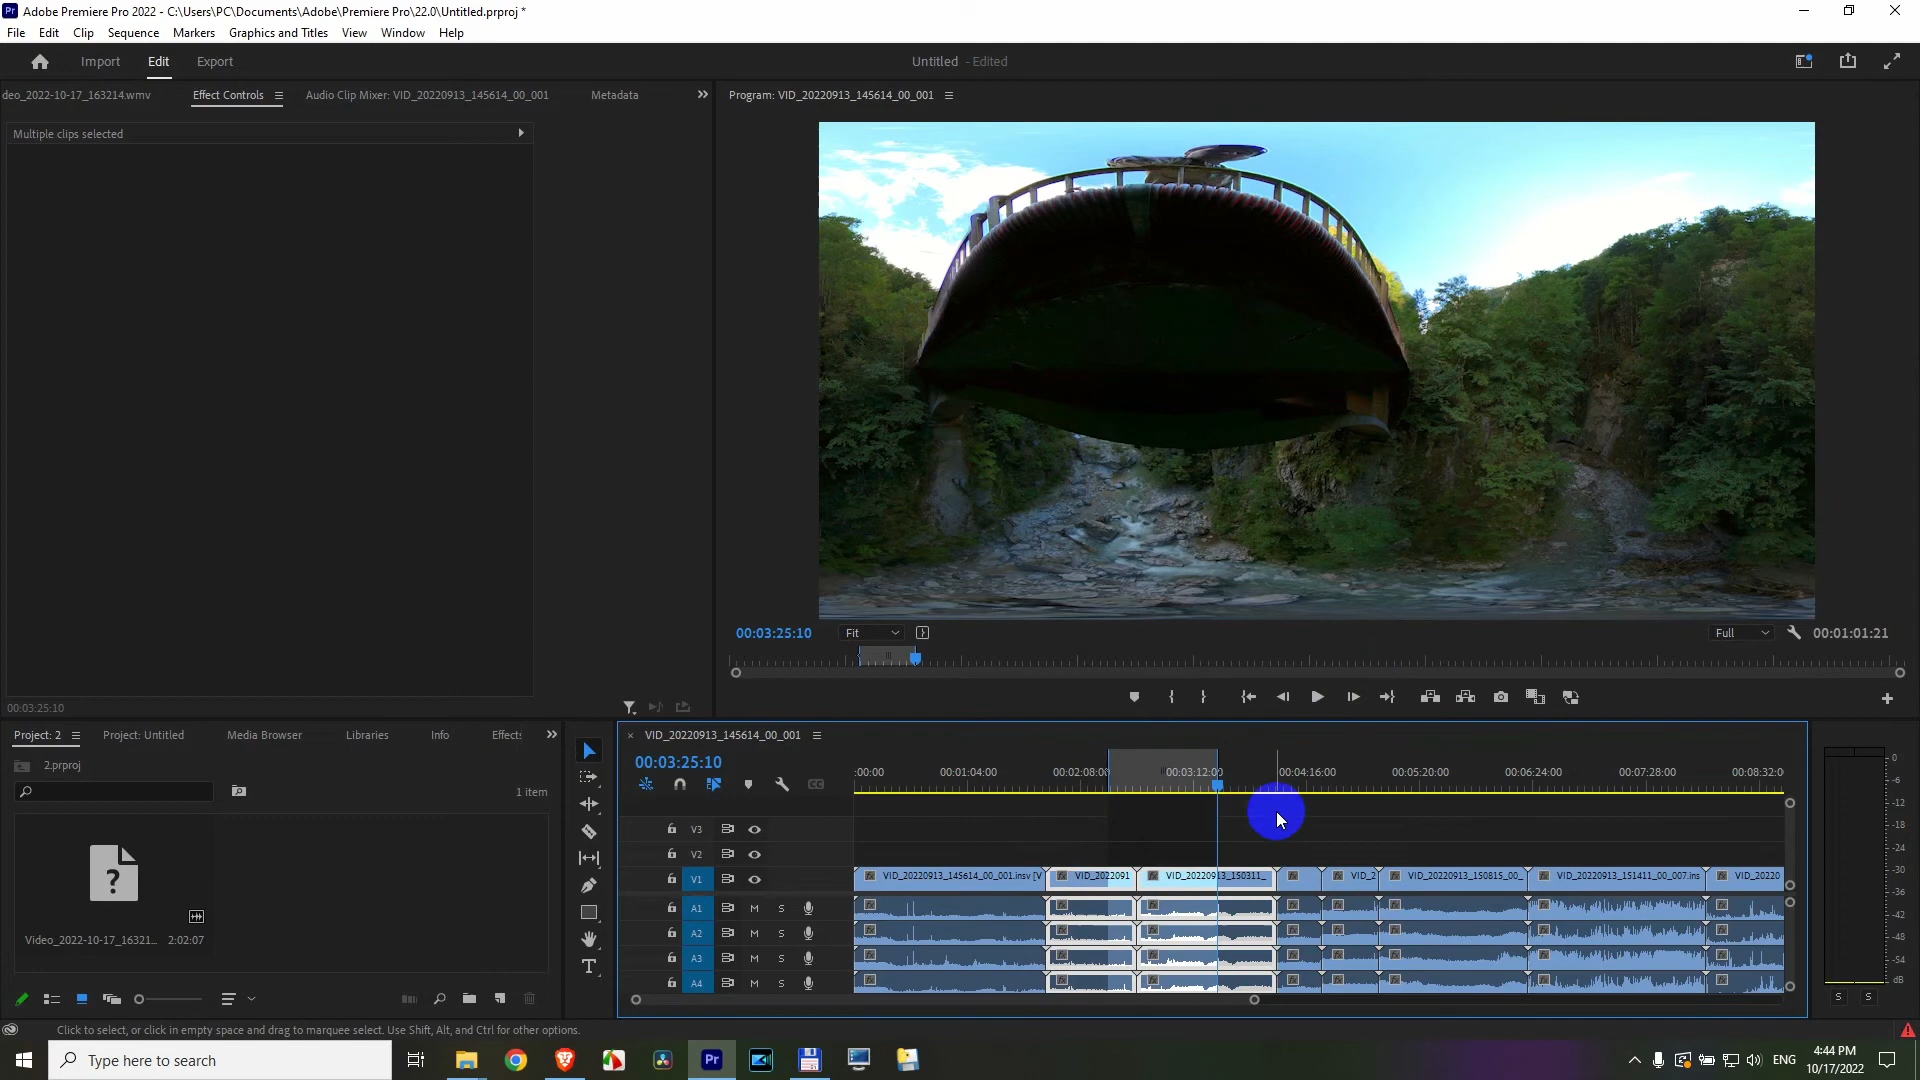 Pr Adobe Premiere Pro 2022 - C:\Users\PC\Documents\Adobe\Premiere Pro\22.0\Untitled.prproj *
File Edit Clip Sequence Markers Graphics and Titles View Window Help
Import Edit Export
Untitled - Edited
deo_2022-10-17_163214.wmv Effect Controls Audio Clip Mixer: VID_20220913_145614_00_001 Metadata
Program: VID_20220913_145614_00_001
Multiple clips selected
00:03:25:10 Fit Full 00:01:01:21
00:03:25:10
Project: 2 Project: Untitled Media Browser Libraries Info Effects
2.prproj
1 item
?
Video_2022-10-17_16321... 2:02:07
VID_20220913_145614_00_001
00:03:25:10
:00:00 00:01:04:00 00:02:08:00 00:03:12:00 00:04:16:00 00:05:20:00 00:06:24:00 00:07:28:00 00:08:32:0
V3
V2
V1 VID_20220913_145614_00_001.insv [V VID_2022091 VID_20220913_150311_ VID_2 VID_20220913_150815_00_ VID_20220913_151411_00_007.ins VID_20220
A1 M S
A2 M S
A3 M S
A4 M S
0
-6
-12
-18
-24
-30
-36
-42
-48
-54
dB
S S
Click to select, or click in empty space and drag to marquee select. Use Shift, Alt, and Ctrl for other options.
Type here to search
Pr
ENG
4:44 PM
10/17/2022